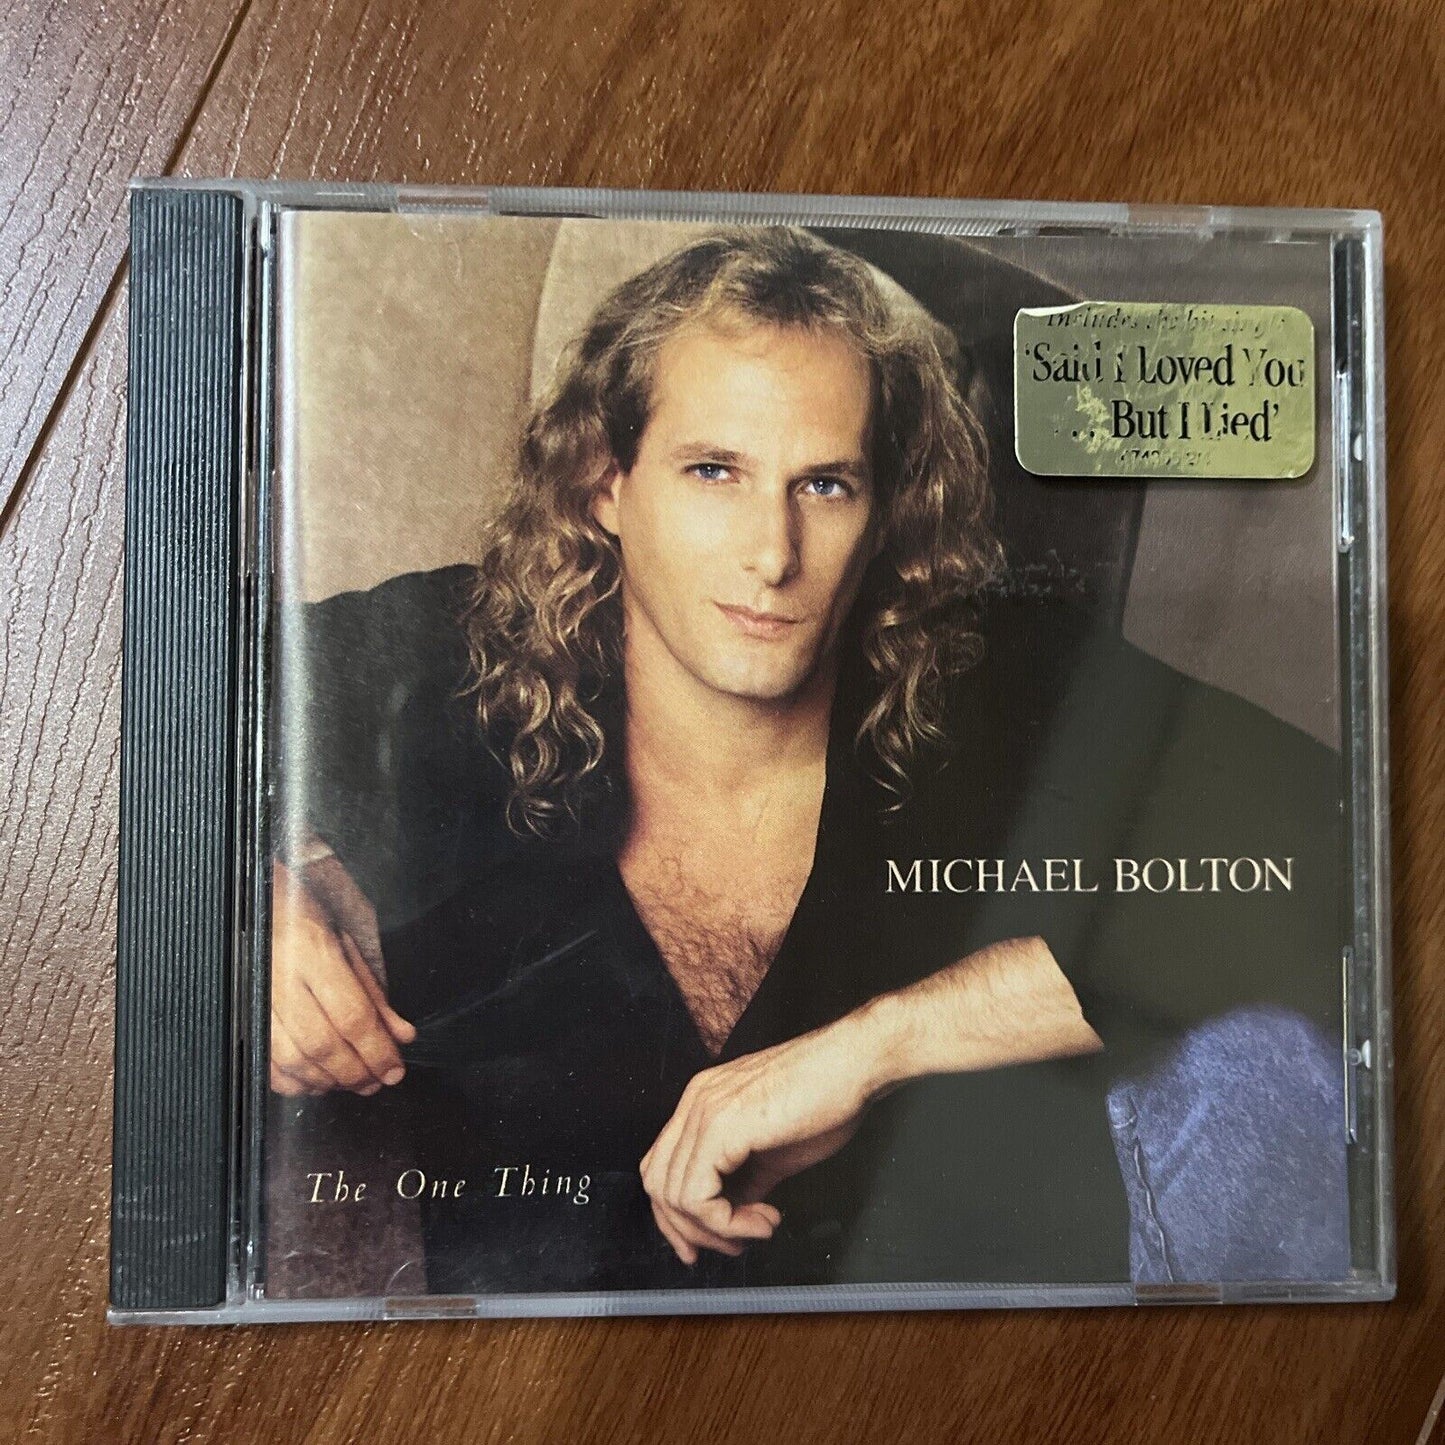 Includes the hit single
'Said I Loved You
... But I Lied'
MICHAEL BOLTON
The One Thing